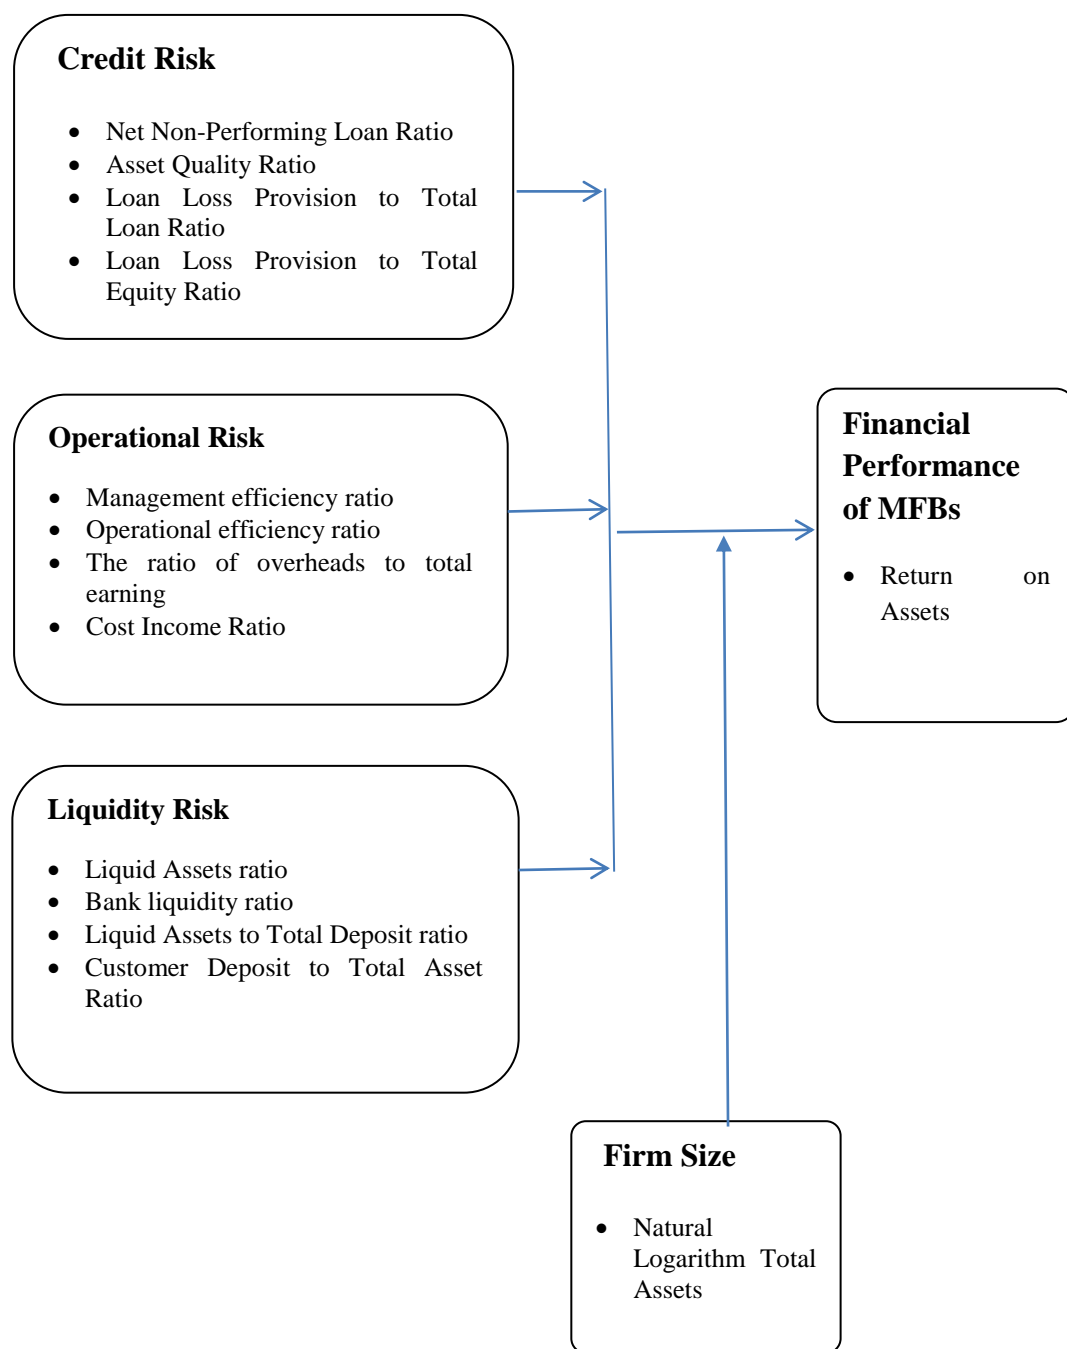 Credit Risk
• Net Non-Performing Loan Ratio
• Asset Quality Ratio
• Loan Loss Provision to Total
Loan Ratio
• Loan Loss Provision to Total
Equity Ratio
Operational Risk
• Management efficiency ratio
• Operational efficiency ratio
• The ratio of overheads to total
earning
• Cost Income Ratio
Liquidity Risk
• Liquid Assets ratio
• Bank liquidity ratio
• Liquid Assets to Total Deposit ratio
• Customer Deposit to Total Asset
Ratio
Financial
Performance
of MFBs
• Return on
Assets
Firm Size
• Natural
Logarithm Total
Assets